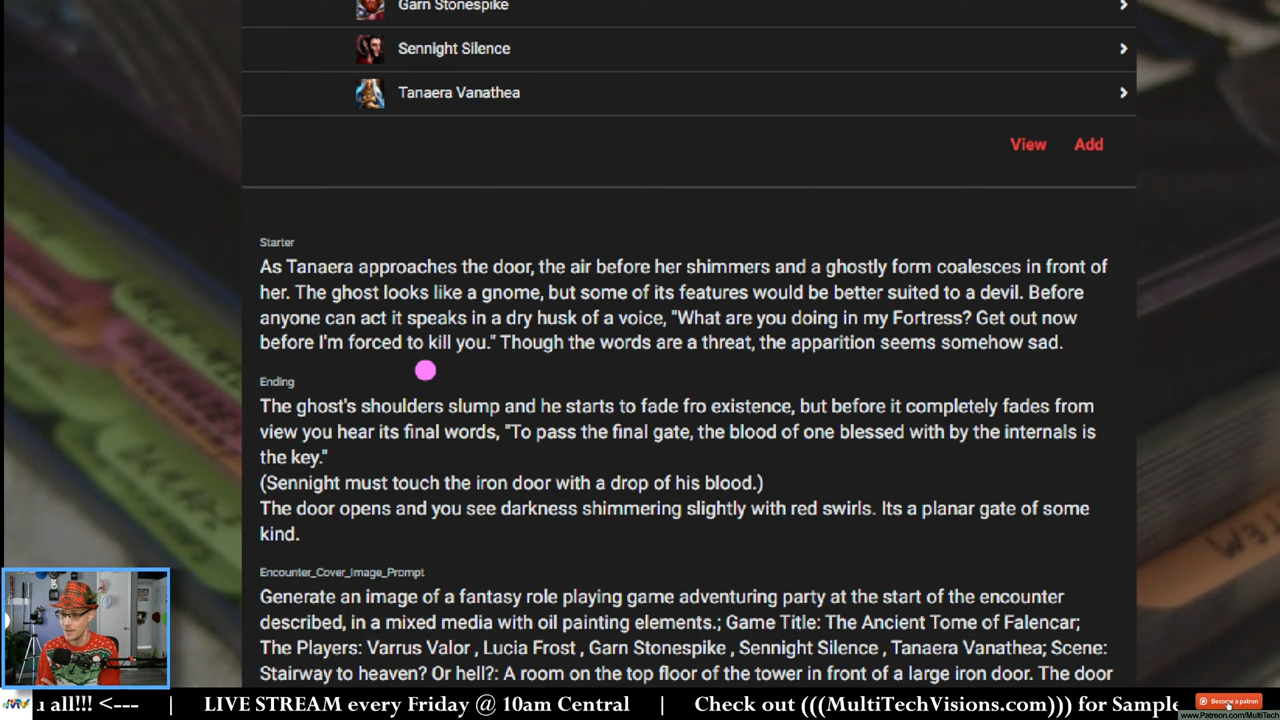 Garn Stonespike
Sennight Silence
Tanaera Vanathea
View Add
Starter
As Tanaera approaches the door, the air before her shimmers and a ghostly form coalesces in front of
her. The ghost looks like a gnome, but some of its features would be better suited to a devil. Before
anyone can act it speaks in a dry husk of a voice, "What are you doing in my Fortress? Get out now
before I'm forced to kill you." Though the words are a threat, the apparition seems somehow sad.
Ending
The ghost's shoulders slump and he starts to fade fro existence, but before it completely fades from
view you hear its final words, "To pass the final gate, the blood of one blessed with by the internals is
the key."
(Sennight must touch the iron door with a drop of his blood.)
The door opens and you see darkness shimmering slightly with red swirls. Its a planar gate of some
kind.
Encounter_Cover_Image_Prompt
Generate an image of a fantasy role playing game adventuring party at the start of the encounter
described, in a mixed media with oil painting elements.; Game Title: The Ancient Tome of Falencar;
The Players: Varrus Valor , Lucia Frost , Garn Stonespike , Sennight Silence , Tanaera Vanathea; Scene:
Stairway to heaven? Or hell?: A room on the top floor of the tower in front of a large iron door. The door
u all!!! <--- | LIVE STREAM every Friday @ 10am Central | Check out (((MultiTechVisions.com))) for Sample
Become a patron
www.Patreon.com/MultiTech